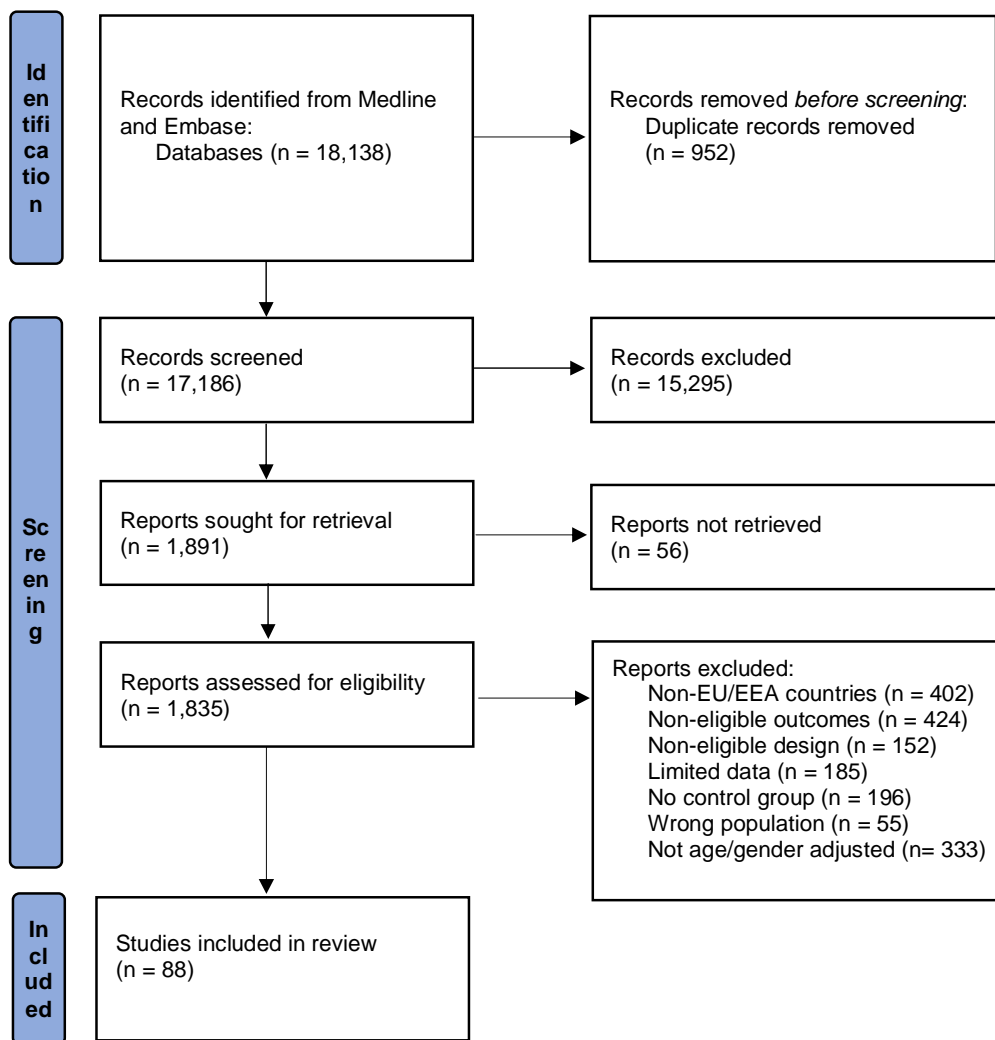 Id
en
tifi
ca
tio
n
Records identified from Medline
and Embase:
Databases (n = 18,138)
Records removed before screening:
Duplicate records removed
(n = 952)
Sc
re
en
in
g
Records screened
(n = 17,186)
Records excluded
(n = 15,295)
Reports sought for retrieval
(n = 1,891)
Reports not retrieved
(n = 56)
Reports assessed for eligibility
(n = 1,835)
Reports excluded:
Non-EU/EEA countries (n = 402)
Non-eligible outcomes (n = 424)
Non-eligible design (n = 152)
Limited data (n = 185)
No control group (n = 196)
Wrong population (n = 55)
Not age/gender adjusted (n= 333)
In
cl
ud
ed
Studies included in review
(n = 88)